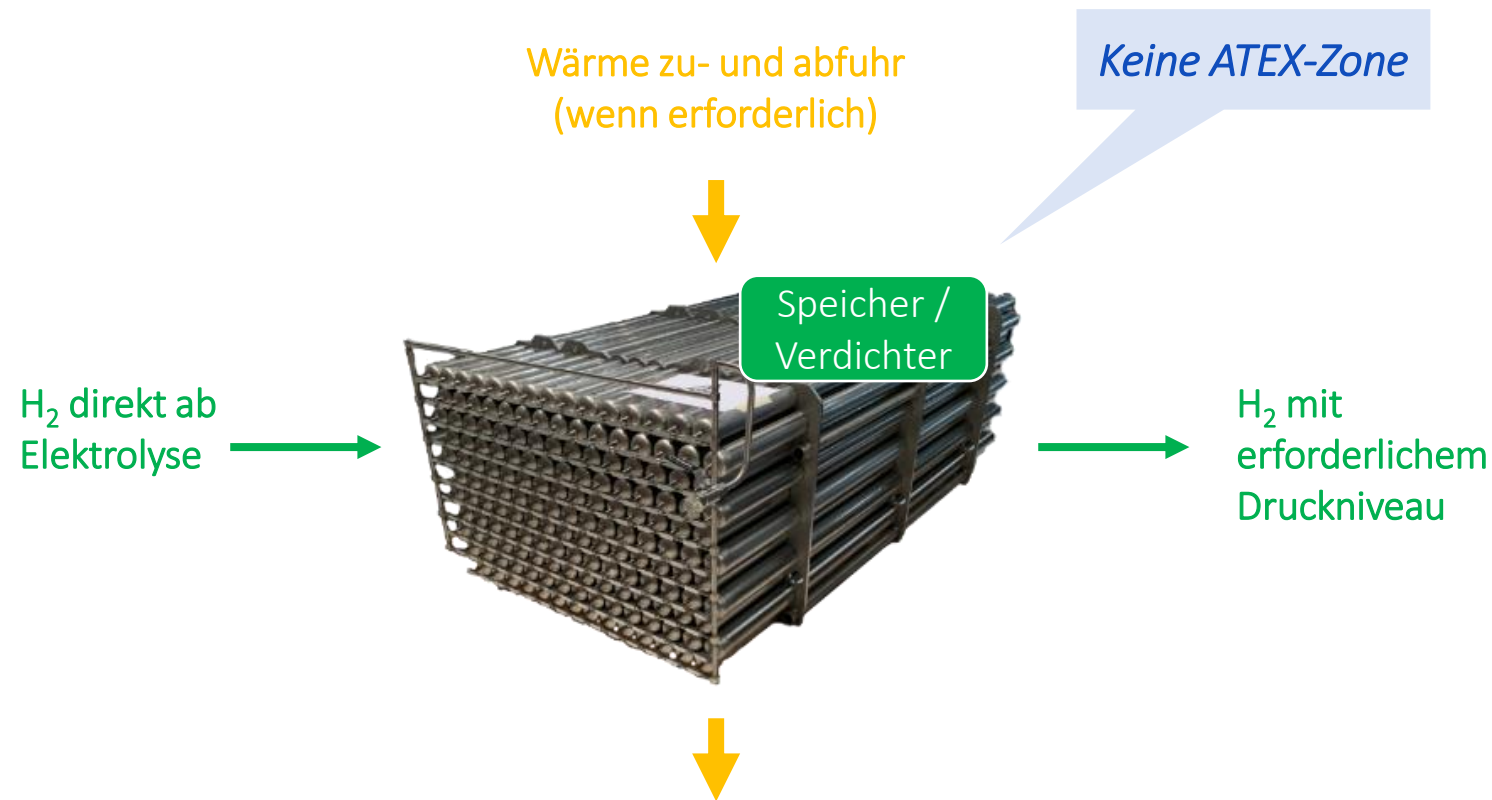 Wärme zu- und abfuhr
(wenn erforderlich)
Keine ATEX-Zone
Speicher /
Verdichter
H₂ direkt ab
Elektrolyse
H₂ mit
erforderlichem
Druckniveau